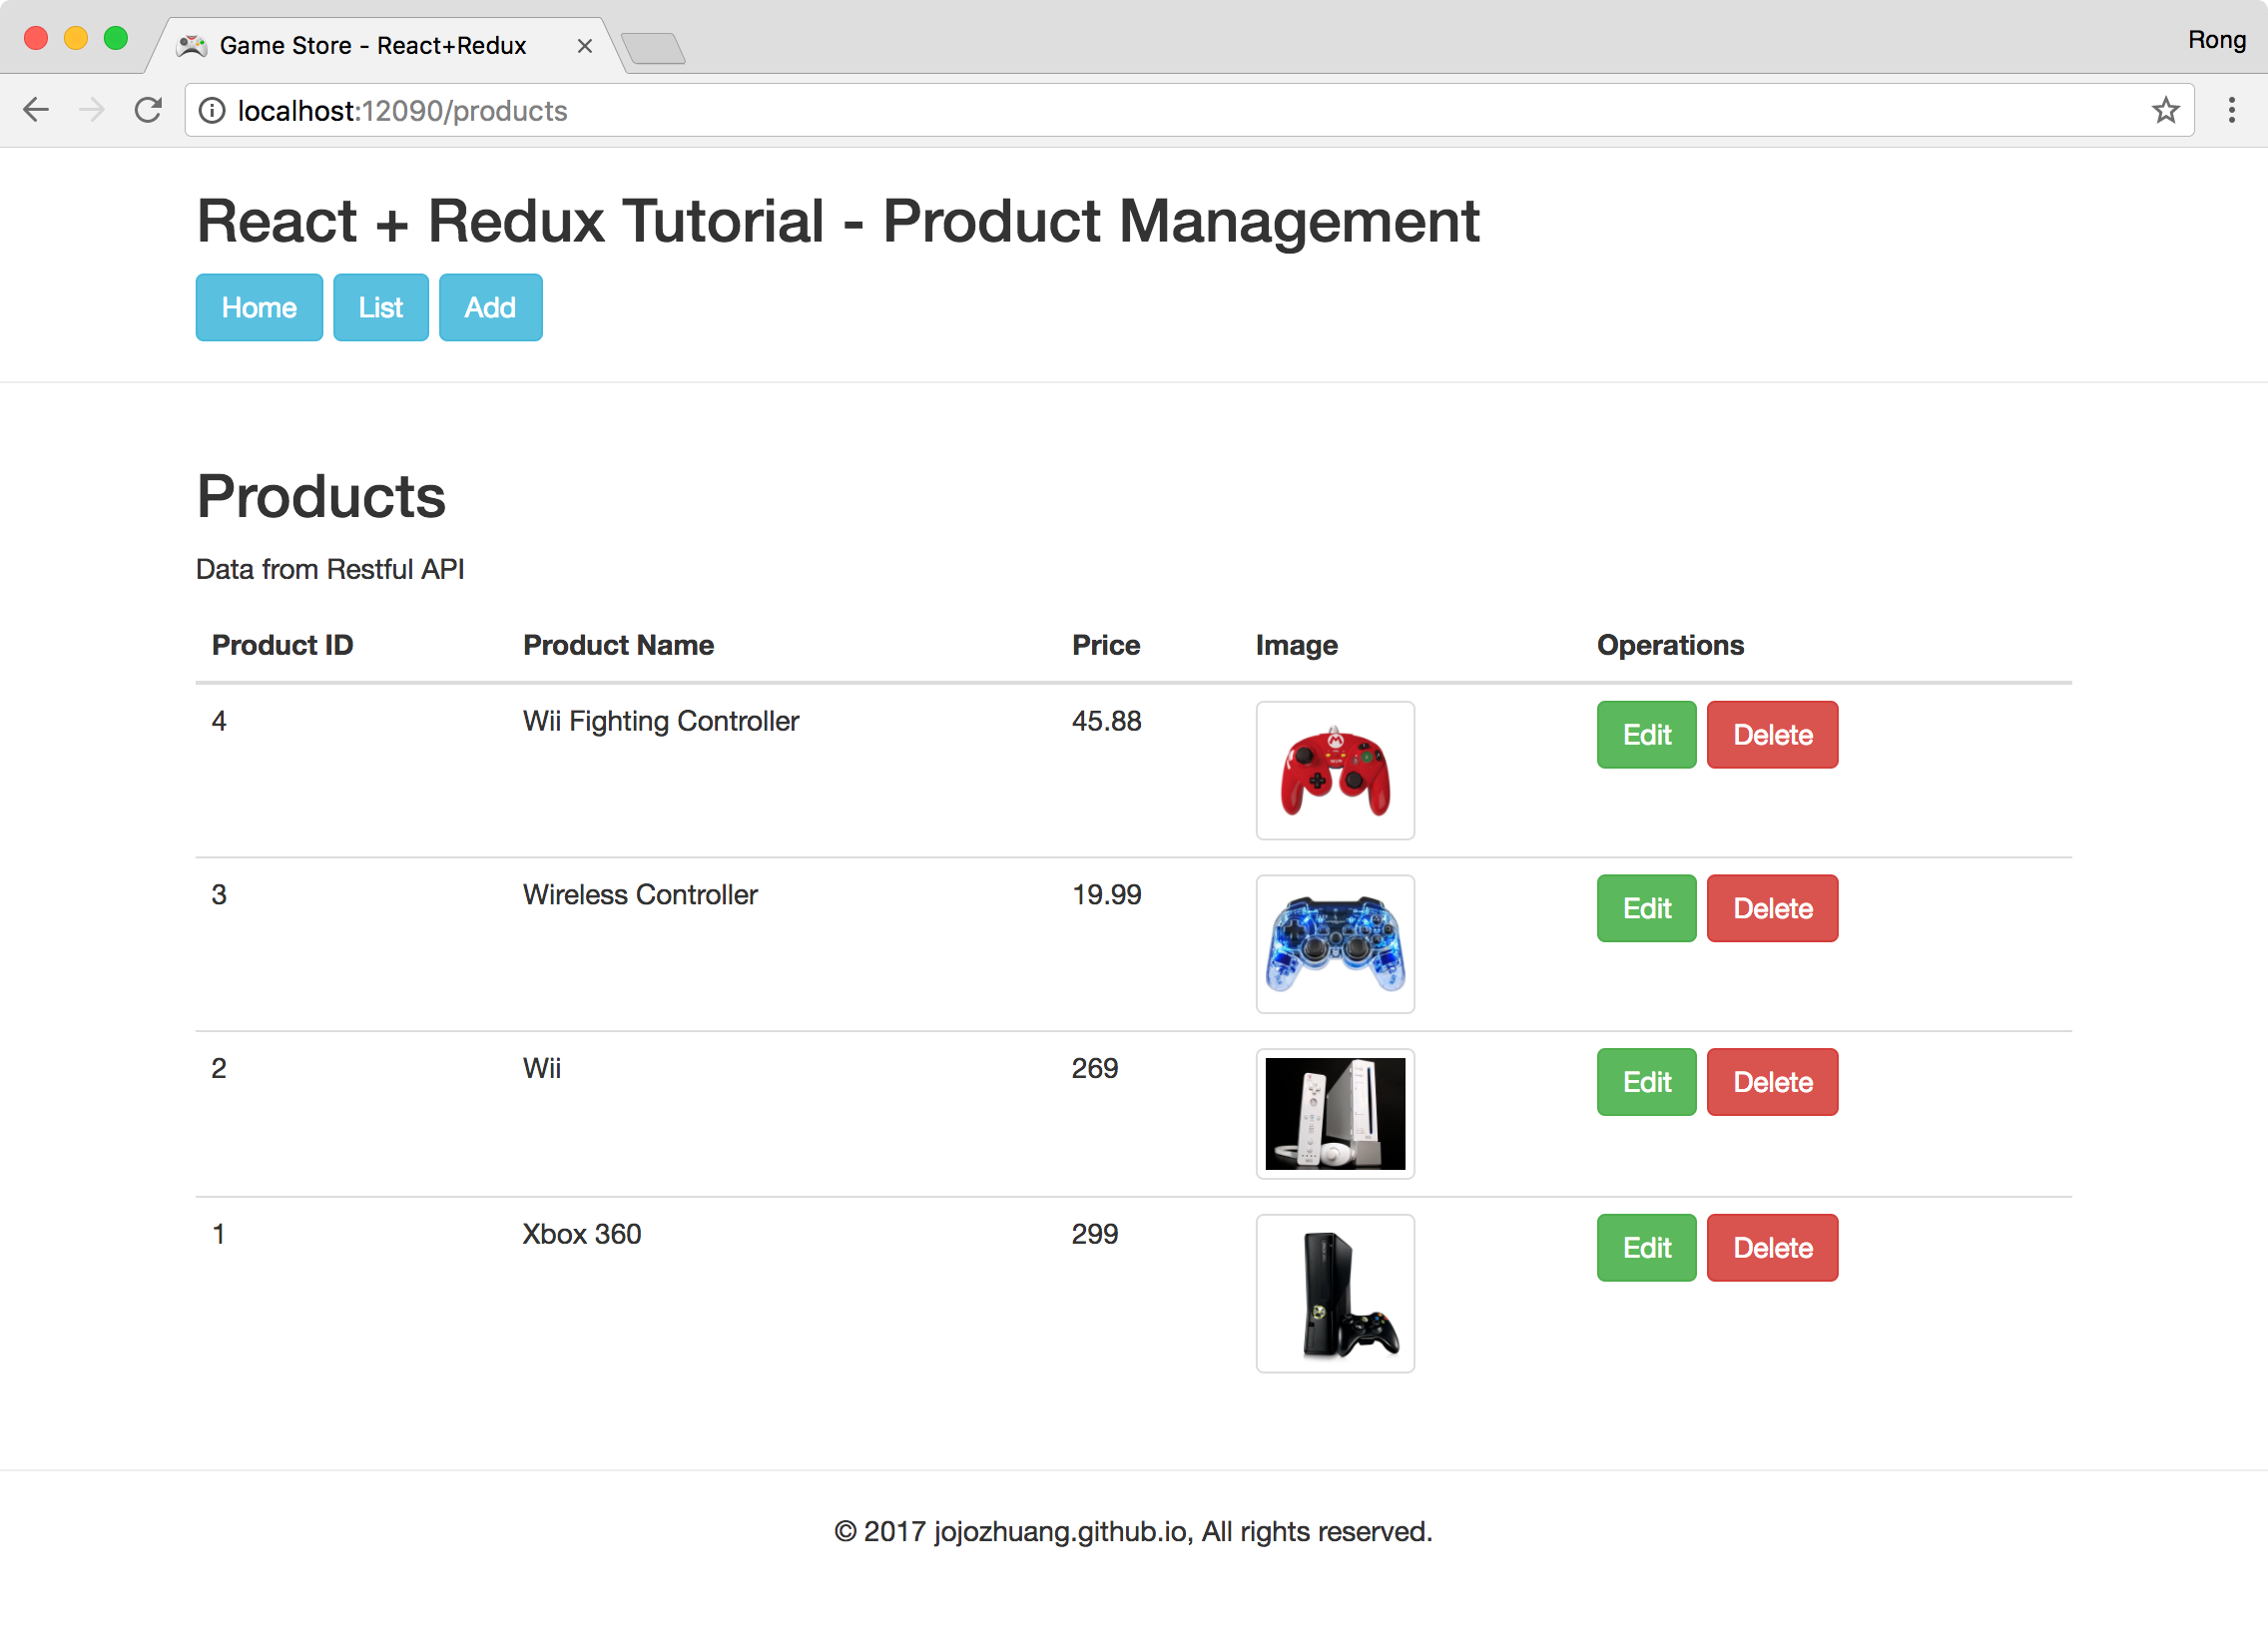 Game Store - React+Redux
Rong
localhost:12090/products
React + Redux Tutorial - Product Management
Home List Add
Products
Data from Restful API
Product ID Product Name Price Image Operations
4 Wii Fighting Controller 45.88 Edit Delete
3 Wireless Controller 19.99 Edit Delete
2 Wii 269 Edit Delete
1 Xbox 360 299 Edit Delete
© 2017 jojozhuang.github.io, All rights reserved.